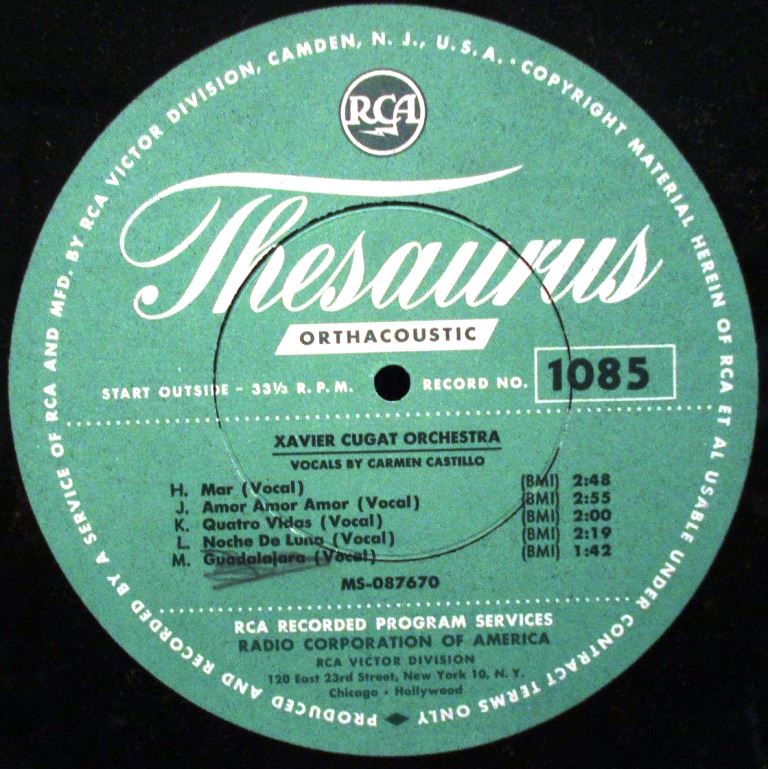 PRODUCED AND RECORDED BY A SERVICE OF RCA AND MFD. BY RCA VICTOR DIVISION, CAMDEN, N. J., U.S.A. • COPYRIGHT MATERIAL HEREIN OF RCA ET AL USABLE UNDER CONTRACT TERMS ONLY
RCA
Thesaurus
ORTHACOUSTIC
START OUTSIDE – 33⅓ R.P.M. RECORD NO. 1085
XAVIER CUGAT ORCHESTRA
VOCALS BY CARMEN CASTILLO
H. Mar (Vocal) (BMI) 2:48
J. Amor Amor Amor (Vocal) (BMI) 2:55
K. Quatro Vidas (Vocal) (BMI) 2:00
L. Noche De Luna (Vocal) (BMI) 2:19
M. Guadalajara (Vocal) (BMI) 1:42
MS-087670
RCA RECORDED PROGRAM SERVICES
RADIO CORPORATION OF AMERICA
RCA VICTOR DIVISION
120 East 23rd Street, New York 10, N. Y.
Chicago • Hollywood